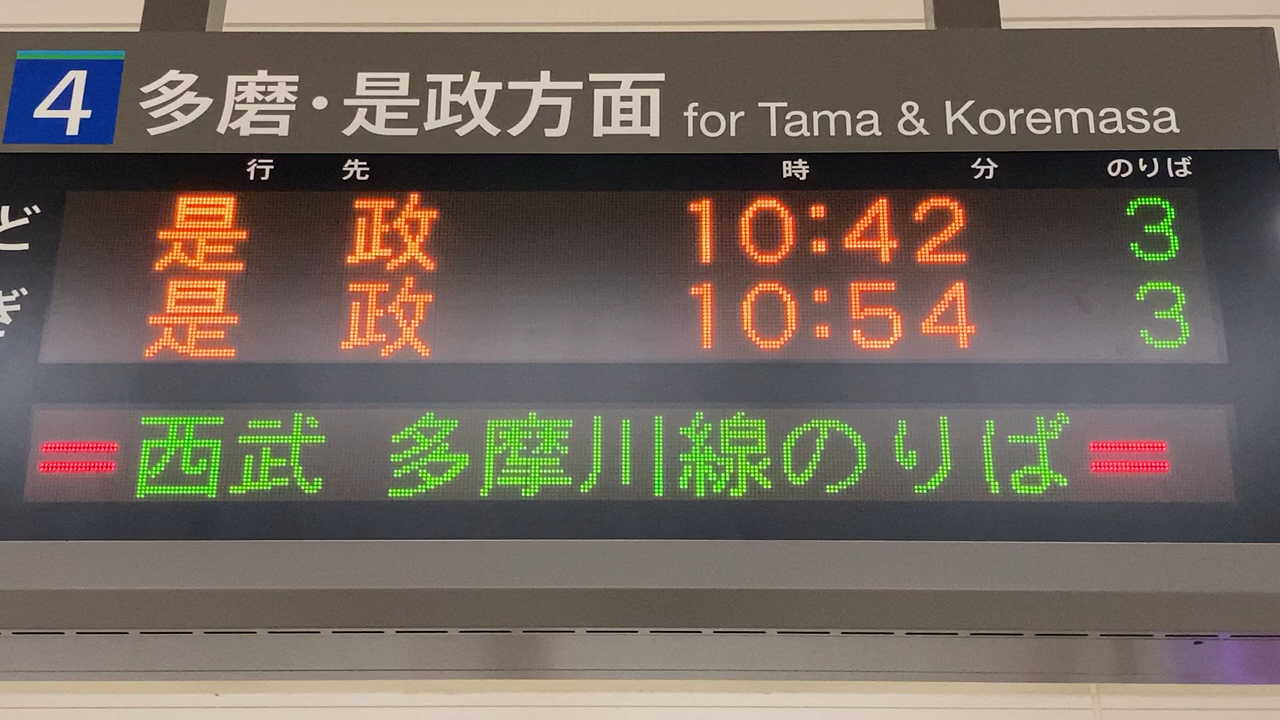 4 多磨・是政方面 for Tama & Koremasa
行先 時 分 のりば
是政 10:42 3
是政 10:54 3
=西武 多摩川線のりば=